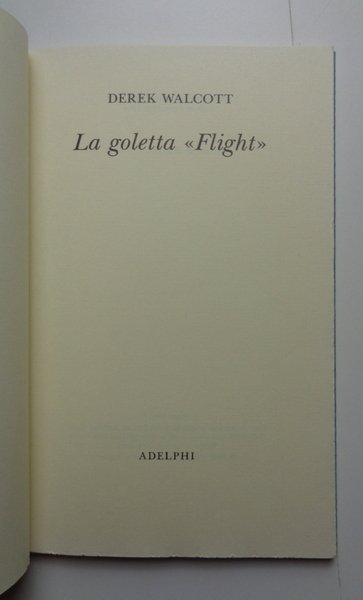 DEREK WALCOTT
La goletta «Flight»
ADELPHI